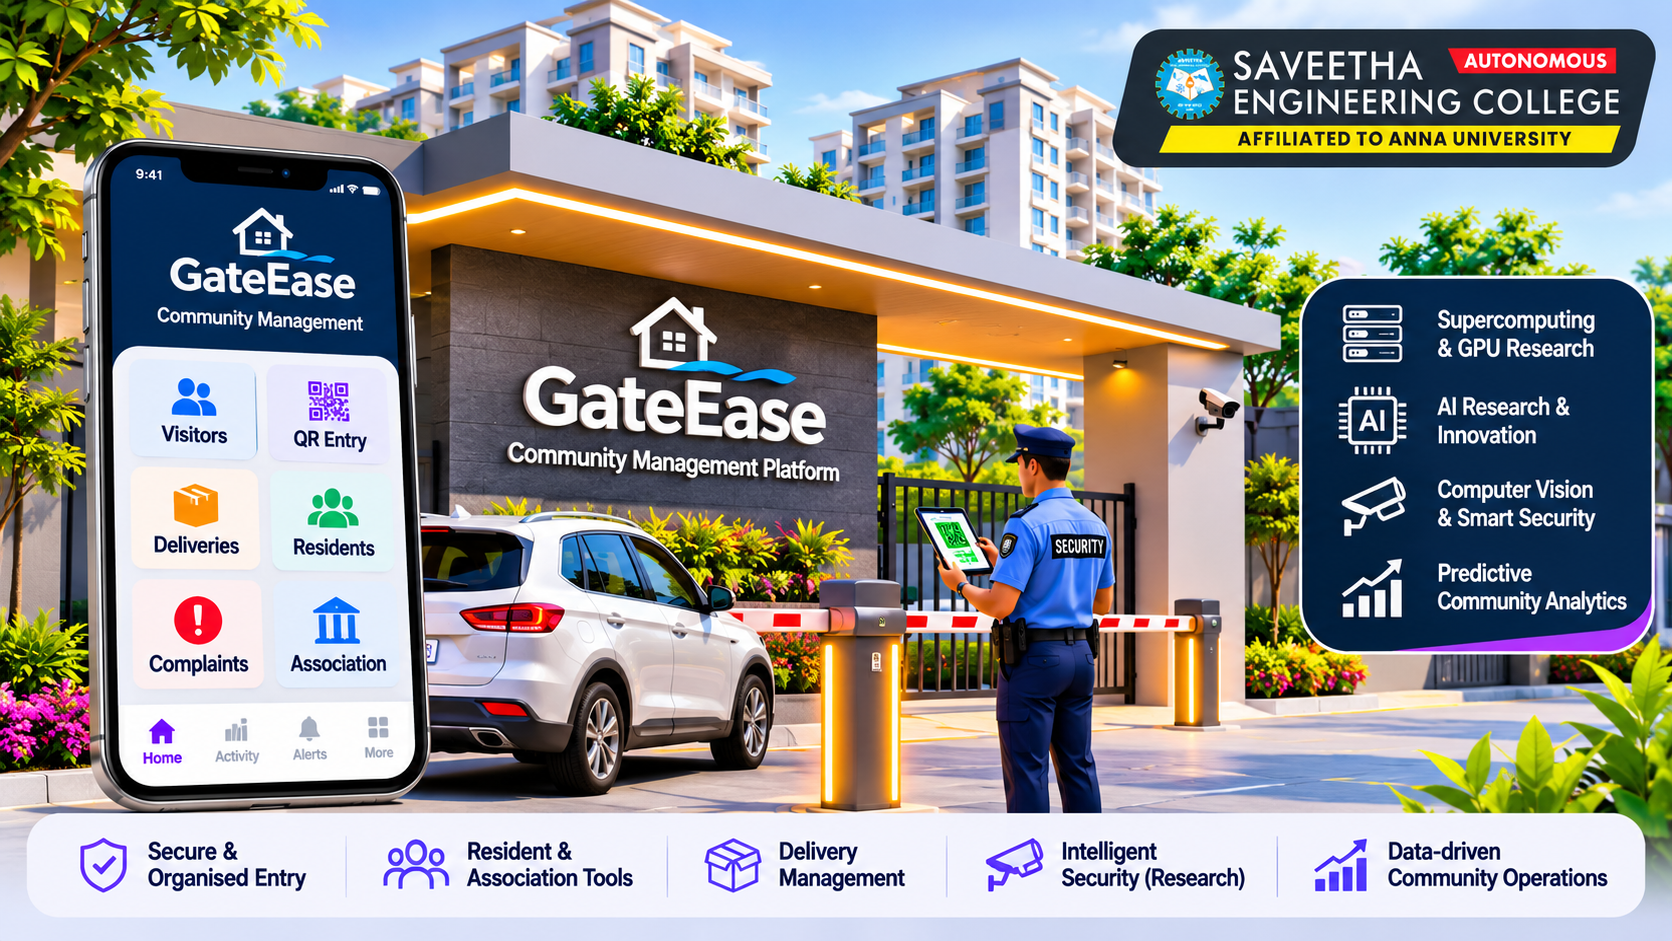 SAVEETHA
AUTONOMOUS
ENGINEERING COLLEGE
AFFILIATED TO ANNA UNIVERSITY
9:41
GateEase
Community Management
Visitors
QR Entry
Deliveries
Residents
Complaints
Association
Home
Activity
Alerts
More
GateEase
Community Management Platform
SECURITY
Supercomputing
& GPU Research
AI
AI Research &
Innovation
Computer Vision
& Smart Security
Predictive
Community Analytics
Secure &
Organised Entry
Resident &
Association Tools
Delivery
Management
Intelligent
Security (Research)
Data-driven
Community Operations